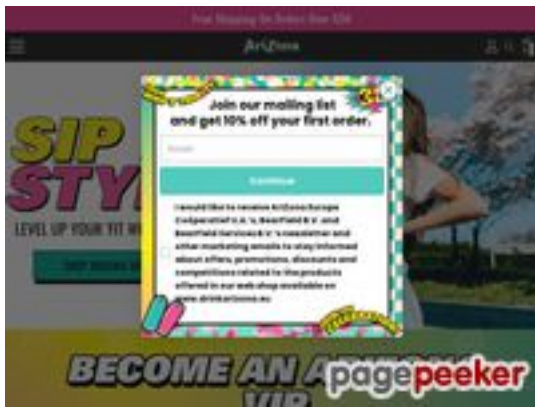 Free Shipping On Orders Over
AriZona
Join our mailing list
and get 10% off your first order.
Email
Continue
I would like to receive AriZona Europe
Coöperatief U.A.'s, Beerfield B.V. and
Beerfield Services B.V.'s newsletter and
other marketing emails to stay informed
about offers, promotions, discounts and
competitions related to the products
offered in our web shop available on
www.drinkarizona.eu
SIP
LEVEL UP YOUR FIT
BECOME AN
VIP
pagepeeker